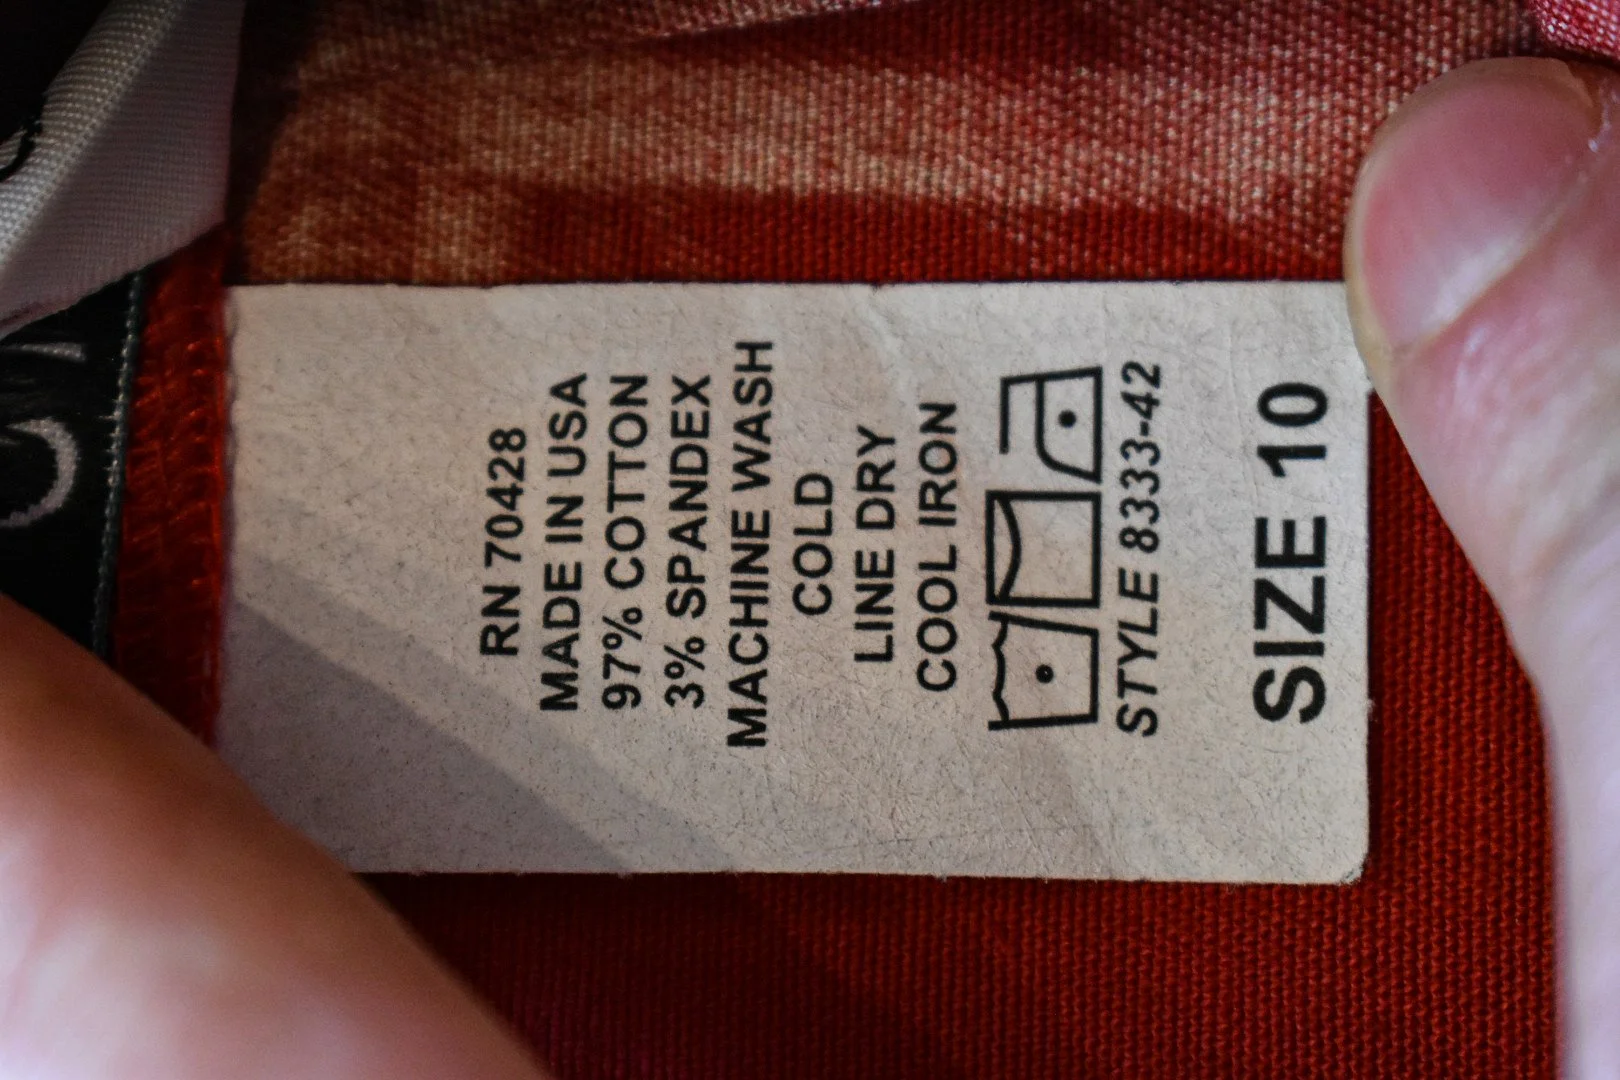 RN 70428
MADE IN USA
97% COTTON
3% SPANDEX
MACHINE WASH
COLD
LINE DRY
COOL IRON
STYLE 8333-42
SIZE 10